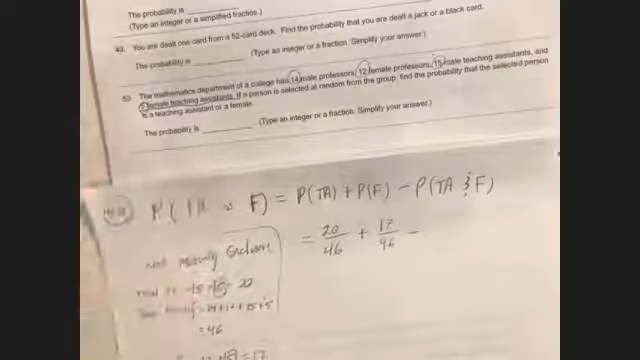 The probability is
(Type an integer or a simplified fraction.)
49. You are dealt one card from a 52-card deck. Find the probability that you are dealt a jack or a black card.
The probability is ______ (Type an integer or a fraction. Simplify your answer.)
50. The mathematics department of a college has 14 male professors, 12 female professors, 15 male teaching assistants, and
5 female teaching assistants. If a person is selected at random from the group, find the probability that the selected person
is a teaching assistant or a female.
The probability is ______ (Type an integer or a fraction. Simplify your answer.)
P( TA or F) = P(TA) + P(F) - P(TA & F)
= 20/46 + 17/46 -
Not Mutually Exclusive
= 20
= 46
= 17